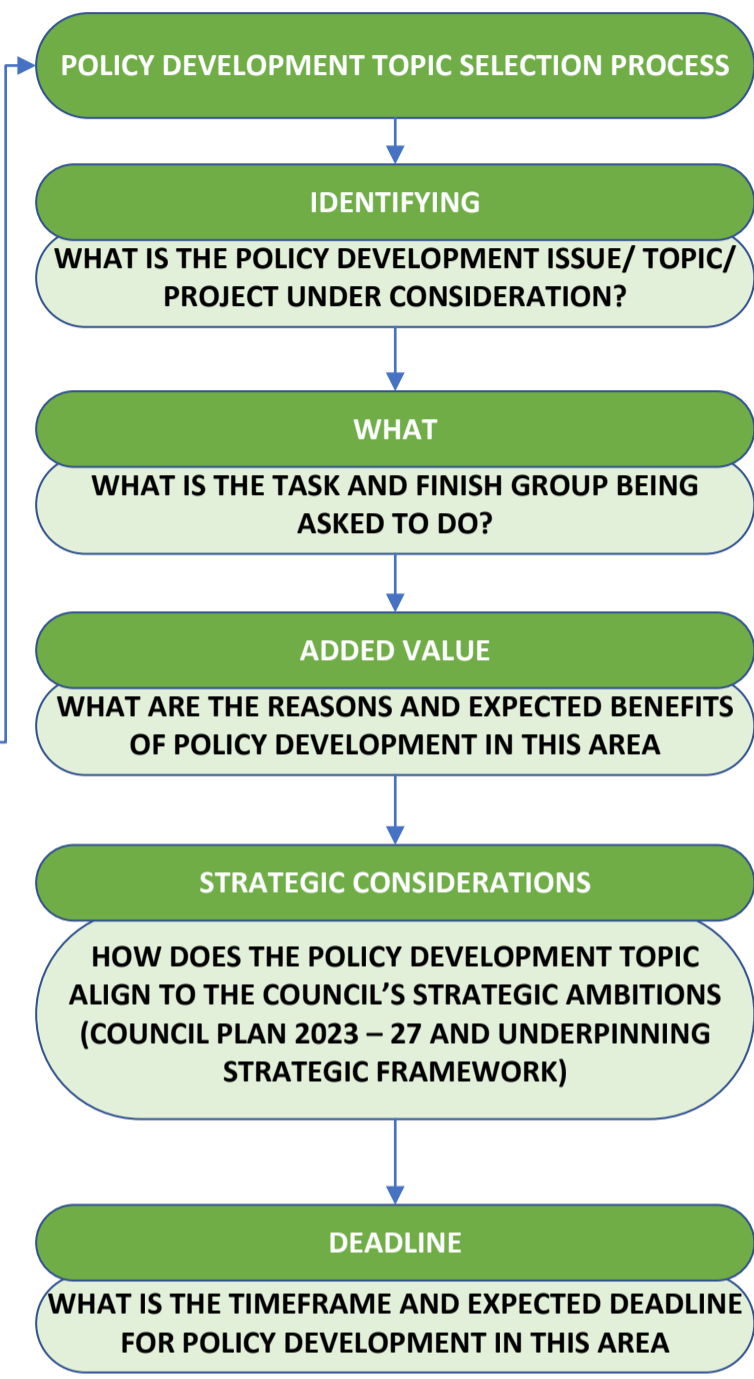 POLICY DEVELOPMENT TOPIC SELECTION PROCESS
IDENTIFYING
WHAT IS THE POLICY DEVELOPMENT ISSUE/ TOPIC/
PROJECT UNDER CONSIDERATION?
WHAT
WHAT IS THE TASK AND FINISH GROUP BEING
ASKED TO DO?
ADDED VALUE
WHAT ARE THE REASONS AND EXPECTED BENEFITS
OF POLICY DEVELOPMENT IN THIS AREA
STRATEGIC CONSIDERATIONS
HOW DOES THE POLICY DEVELOPMENT TOPIC
ALIGN TO THE COUNCIL’S STRATEGIC AMBITIONS
(COUNCIL PLAN 2023 – 27 AND UNDERPINNING
STRATEGIC FRAMEWORK)
DEADLINE
WHAT IS THE TIMEFRAME AND EXPECTED DEADLINE
FOR POLICY DEVELOPMENT IN THIS AREA